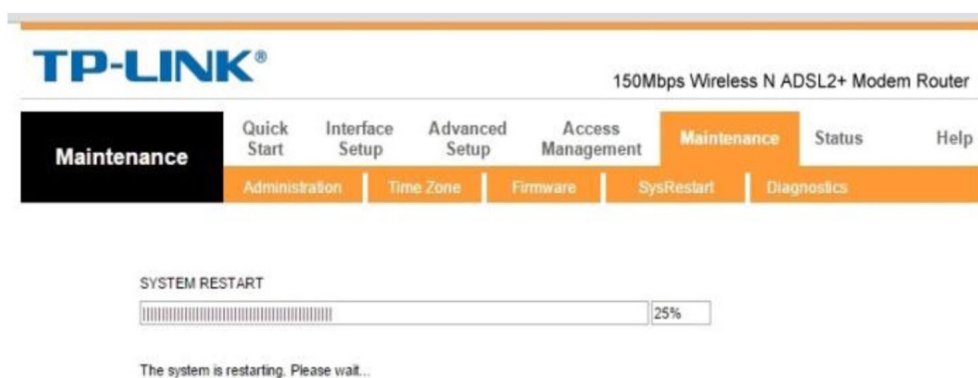 TP-LINK®
150Mbps Wireless N ADSL2+ Modem Router
Maintenance
Quick Start
Interface Setup
Advanced Setup
Access Management
Maintenance
Status
Help
Administration
Time Zone
Firmware
SysRestart
Diagnostics
SYSTEM RESTART
25%
The system is restarting. Please wait...